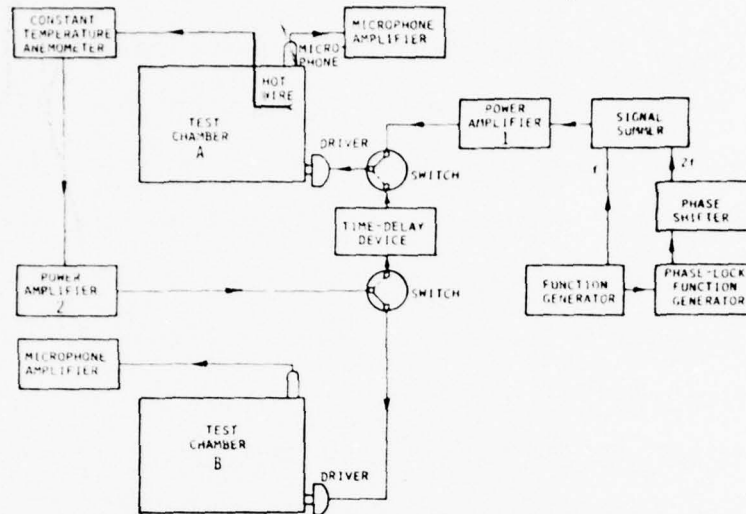 CONSTANT
TEMPERATURE
ANEMOMETER
MICROPHONE
AMPLIFIER
MICRO-
PHONE
HOT
WIRE
TEST
CHAMBER
A
DRIVER
POWER
AMPLIFIER
1
SIGNAL
SUMMER
SWITCH
f
2f
PHASE
SHIFTER
TIME-DELAY
DEVICE
POWER
AMPLIFIER
2
SWITCH
FUNCTION
GENERATOR
PHASE-LOCK
FUNCTION
GENERATOR
MICROPHONE
AMPLIFIER
TEST
CHAMBER
B
DRIVER